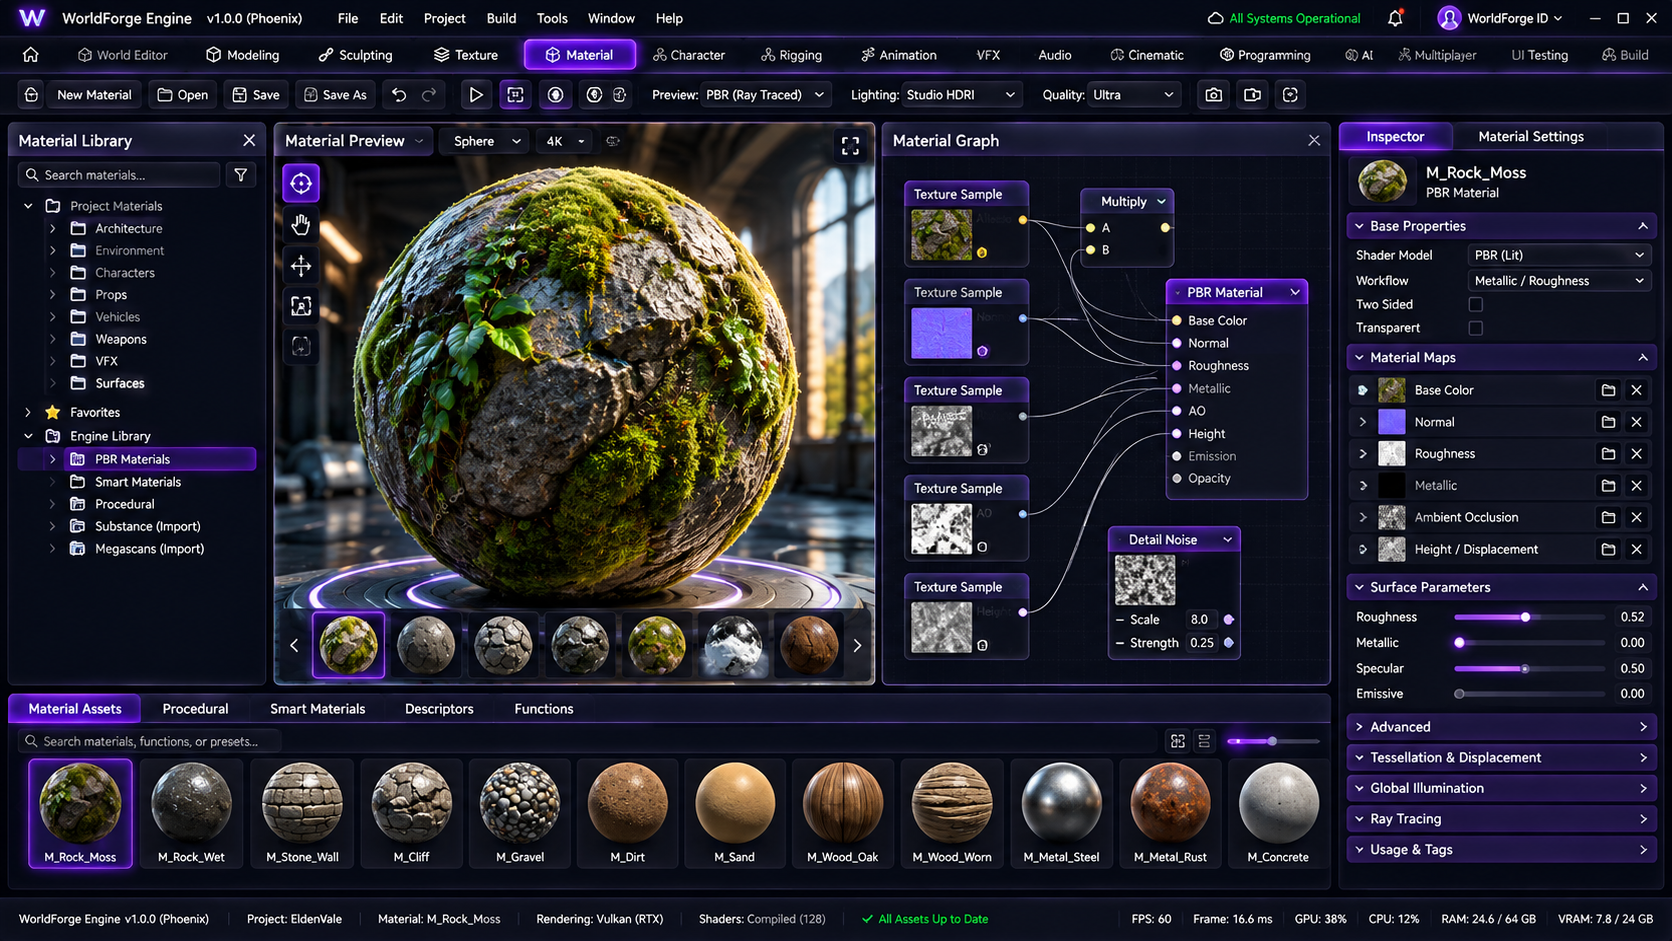 W WorldForge Engine v1.0.0 (Phoenix) File Edit Project Build Tools Window Help All Systems Operational WorldForge ID
World Editor Modeling Sculpting Texture Material Character Rigging Animation VFX Audio Cinematic Programming AI Multiplayer UI Testing Build
New Material Open Save Save As Preview: PBR (Ray Traced) Lighting: Studio HDRI Quality: Ultra
Material Library
Search materials...
Project Materials
Architecture
Environment
Characters
Props
Vehicles
Weapons
VFX
Surfaces
Favorites
Engine Library
PBR Materials
Smart Materials
Procedural
Substance (Import)
Megascans (Import)
Material Preview Sphere 4K
Material Graph
Texture Sample
Texture Sample
Texture Sample
Texture Sample
AO
Texture Sample
Height
Multiply
A
B
PBR Material
Base Color
Normal
Roughness
Metallic
AO
Height
Emission
Opacity
Detail Noise
Scale 8.0
Strength 0.25
Inspector Material Settings
M_Rock_Moss
PBR Material
Base Properties
Shader Model PBR (Lit)
Workflow Metallic / Roughness
Two Sided
Transparert
Material Maps
Base Color
Normal
Roughness
Metallic
Ambient Occlusion
Height / Displacement
Surface Parameters
Roughness 0.52
Metallic 0.00
Specular 0.50
Emissive 0.00
Advanced
Tessellation & Displacement
Global Illumination
Ray Tracing
Usage & Tags
Material Assets Procedural Smart Materials Descriptors Functions
Search materials, functions, or presets...
M_Rock_Moss M_Rock_Wet M_Stone_Wall M_Cliff M_Gravel M_Dirt M_Sand M_Wood_Oak M_Wood_Worn M_Metal_Steel M_Metal_Rust M_Concrete
WorldForge Engine v1.0.0 (Phoenix) Project: EldenVale Material: M_Rock_Moss Rendering: Vulkan (RTX) Shaders: Compiled (128) All Assets Up to Date FPS: 60 Frame: 16.6 ms GPU: 38% CPU: 12% RAM: 24.6 / 64 GB VRAM: 7.8 / 24 GB